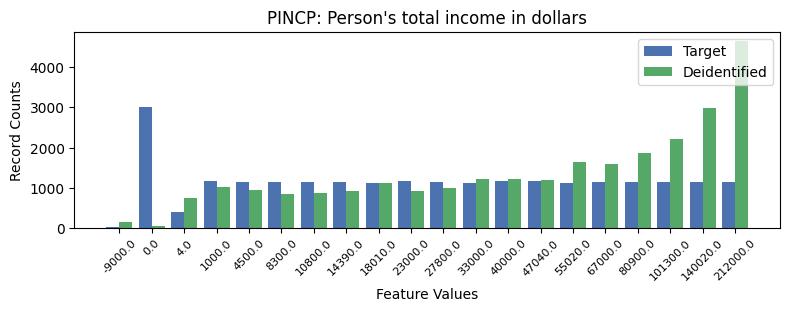 PINCP: Person's total income in dollars
Target
Deidentified
Record Counts
4000
3000
2000
1000
0
-9000.0 0.0 4.0 1000.0 4500.0 8300.0 10800.0 14390.0 18010.0 23000.0 27800.0 33000.0 40000.0 47040.0 55020.0 67000.0 80900.0 101300.0 140020.0 212000.0
Feature Values